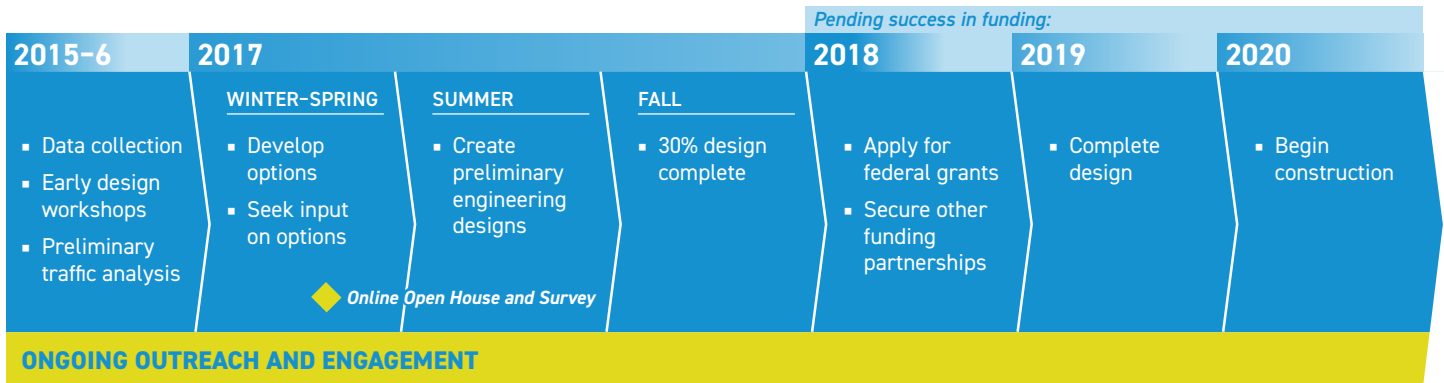 Pending success in funding:
2015–6
2017
2018
2019
2020
WINTER–SPRING
SUMMER
FALL
▪ Data collection
▪ Early design
workshops
▪ Preliminary
traffic analysis
▪ Develop
options
▪ Seek input
on options
▪ Create
preliminary
engineering
designs
▪ 30% design
complete
▪ Apply for
federal grants
▪ Secure other
funding
partnerships
▪ Complete
design
▪ Begin
construction
Online Open House and Survey
ONGOING OUTREACH AND ENGAGEMENT